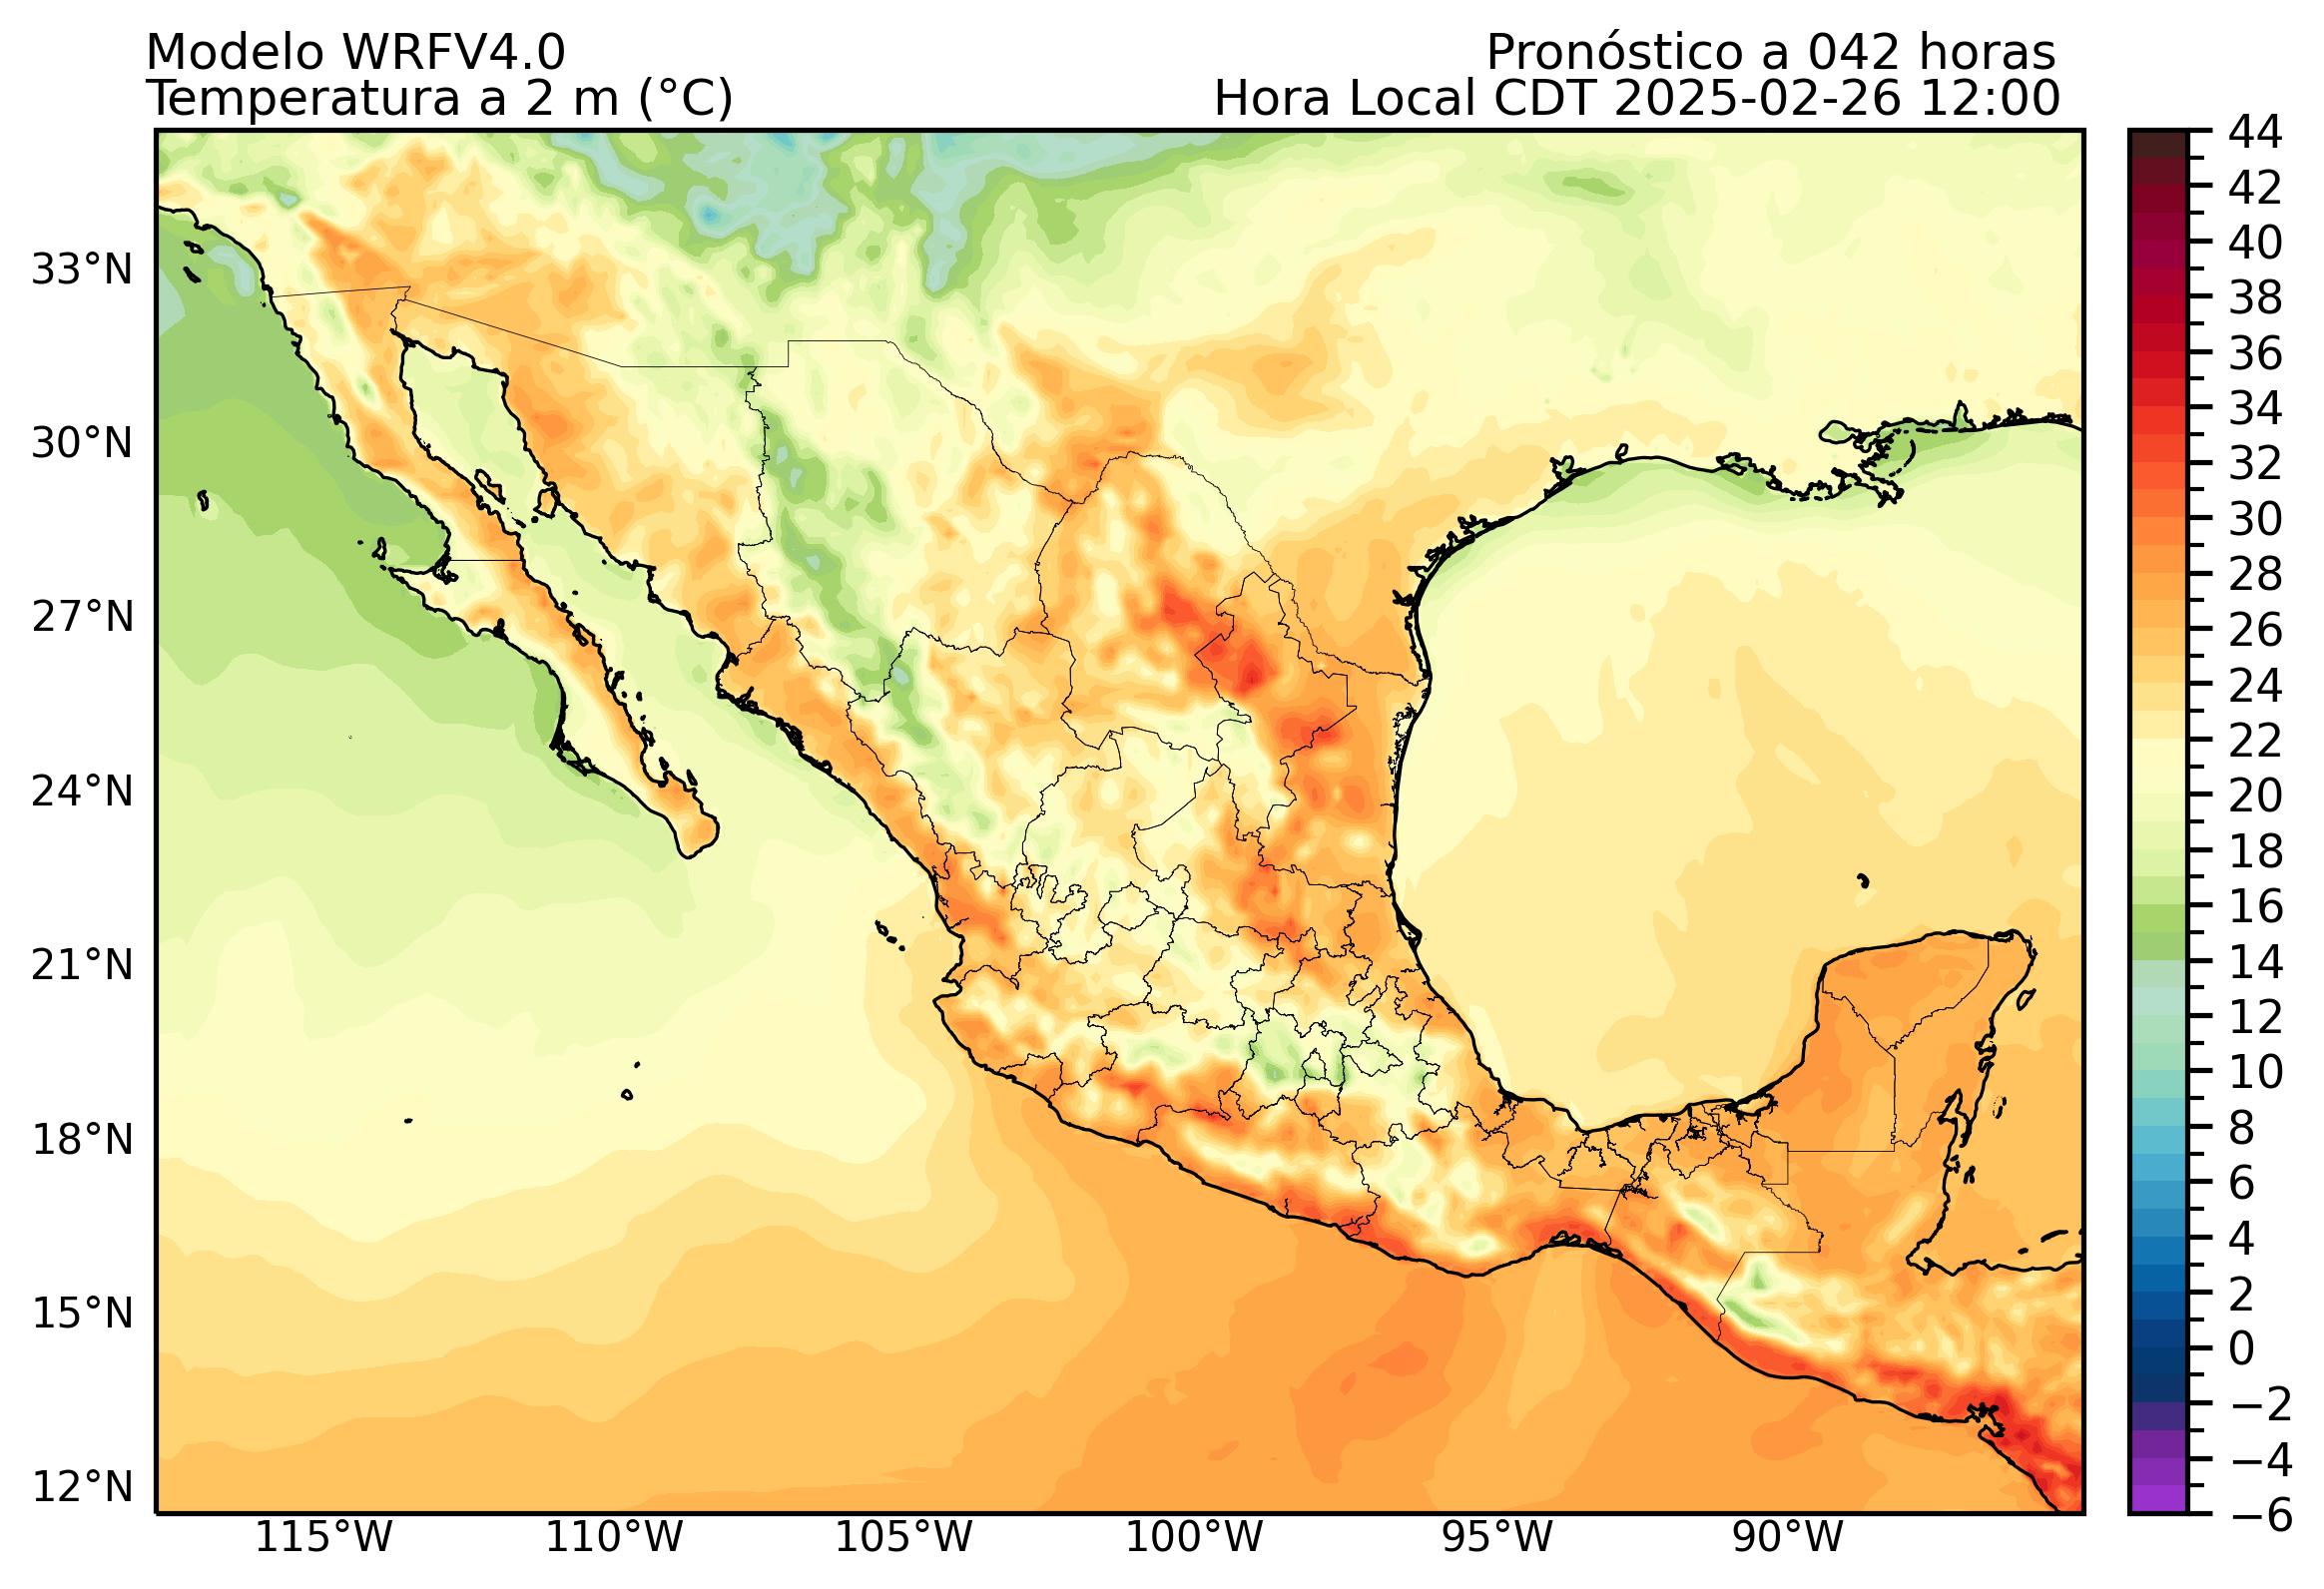 Modelo WRFV4.0
Pronóstico a 042 horas
Temperatura a 2 m (°C)
Hora Local CDT 2025-02-26 12:00
44
42
40
38
36
34
32
30
28
26
24
22
20
18
16
14
12
10
8
6
4
2
0
−2
−4
−6
33°N
30°N
27°N
24°N
21°N
18°N
15°N
12°N
115°W
110°W
105°W
100°W
95°W
90°W